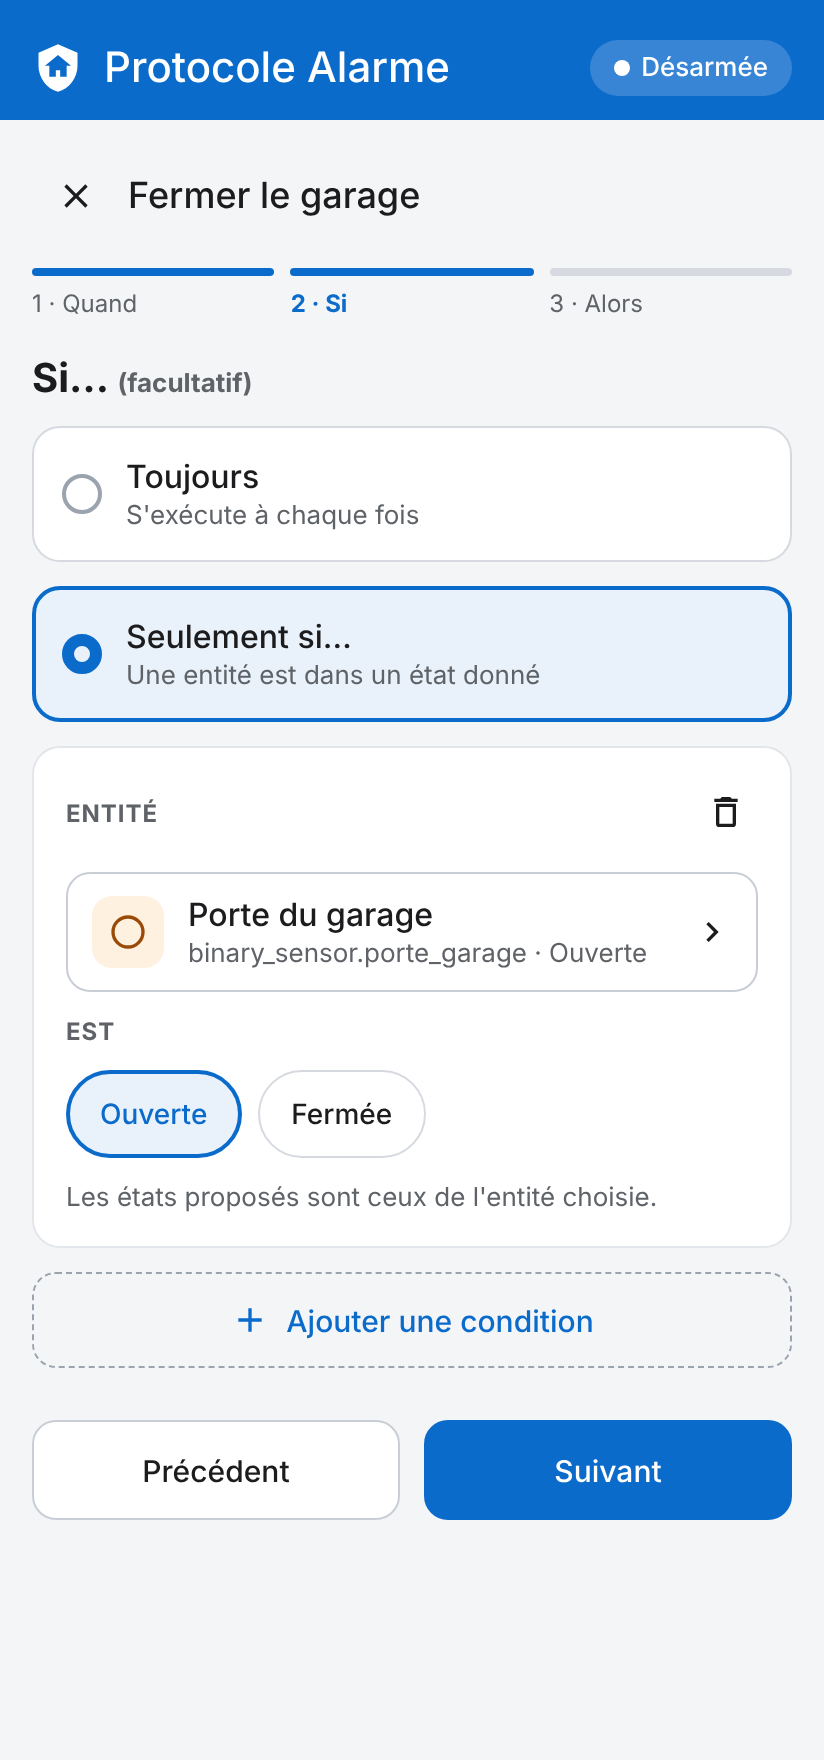 Protocole Alarme
Désarmée
Fermer le garage
1 · Quand
2 · Si
3 · Alors
Si... (facultatif)
Toujours
S'exécute à chaque fois
Seulement si...
Une entité est dans un état donné
ENTITÉ
Porte du garage
binary_sensor.porte_garage · Ouverte
EST
Ouverte
Fermée
Les états proposés sont ceux de l'entité choisie.
Ajouter une condition
Précédent
Suivant